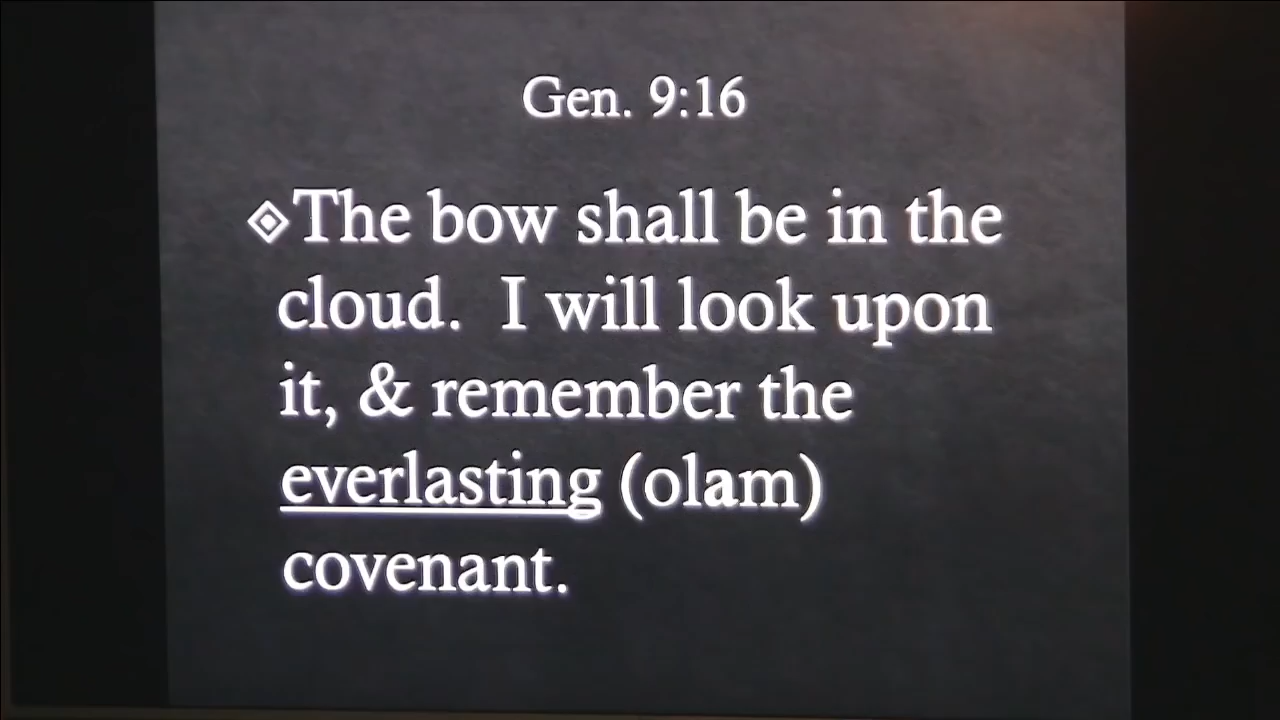 Gen. 9:16
The bow shall be in the
cloud. I will look upon
it, & remember the
everlasting (olam)
covenant.